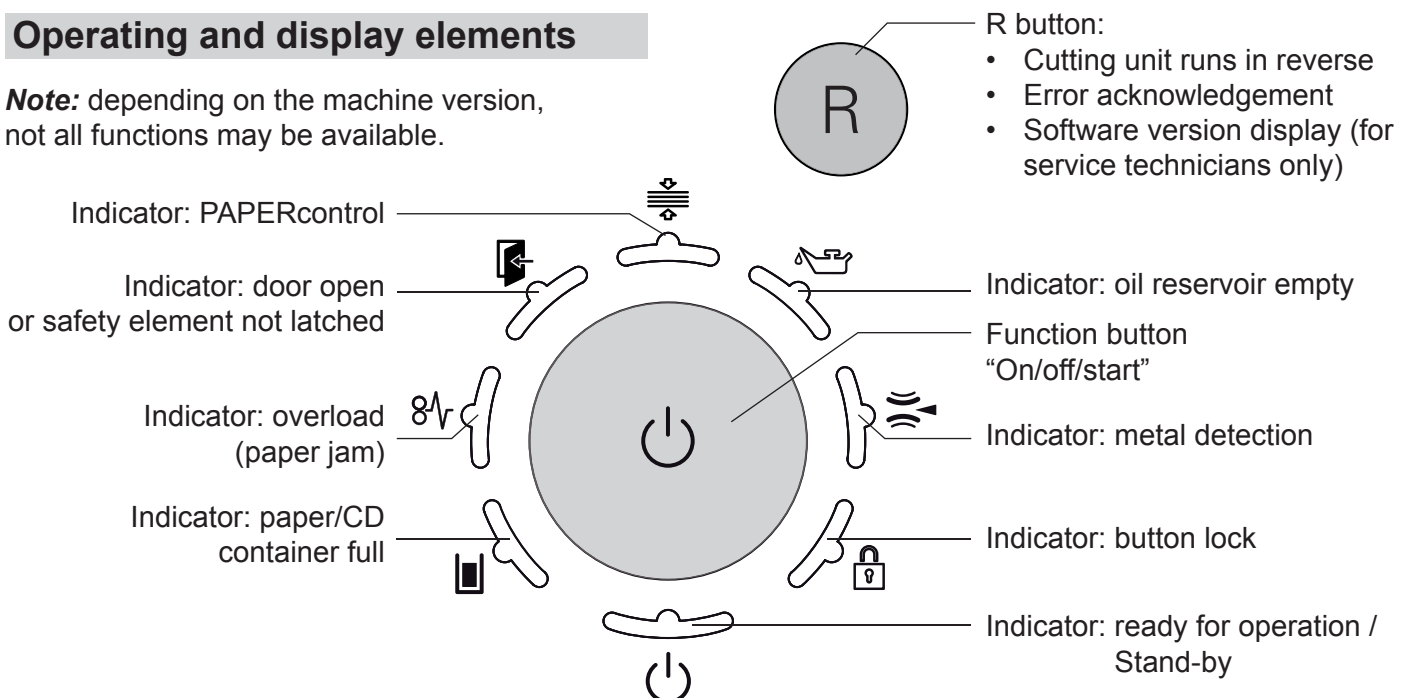 Operating and display elements
Note: depending on the machine version,
not all functions may be available.
R
R button:
• Cutting unit runs in reverse
• Error acknowledgement
• Software version display (for
service technicians only)
Indicator: PAPERcontrol
Indicator: door open
or safety element not latched
Indicator: overload
(paper jam)
Indicator: paper/CD
container full
Indicator: oil reservoir empty
Function button
“On/off/start”
Indicator: metal detection
Indicator: button lock
Indicator: ready for operation /
Stand-by